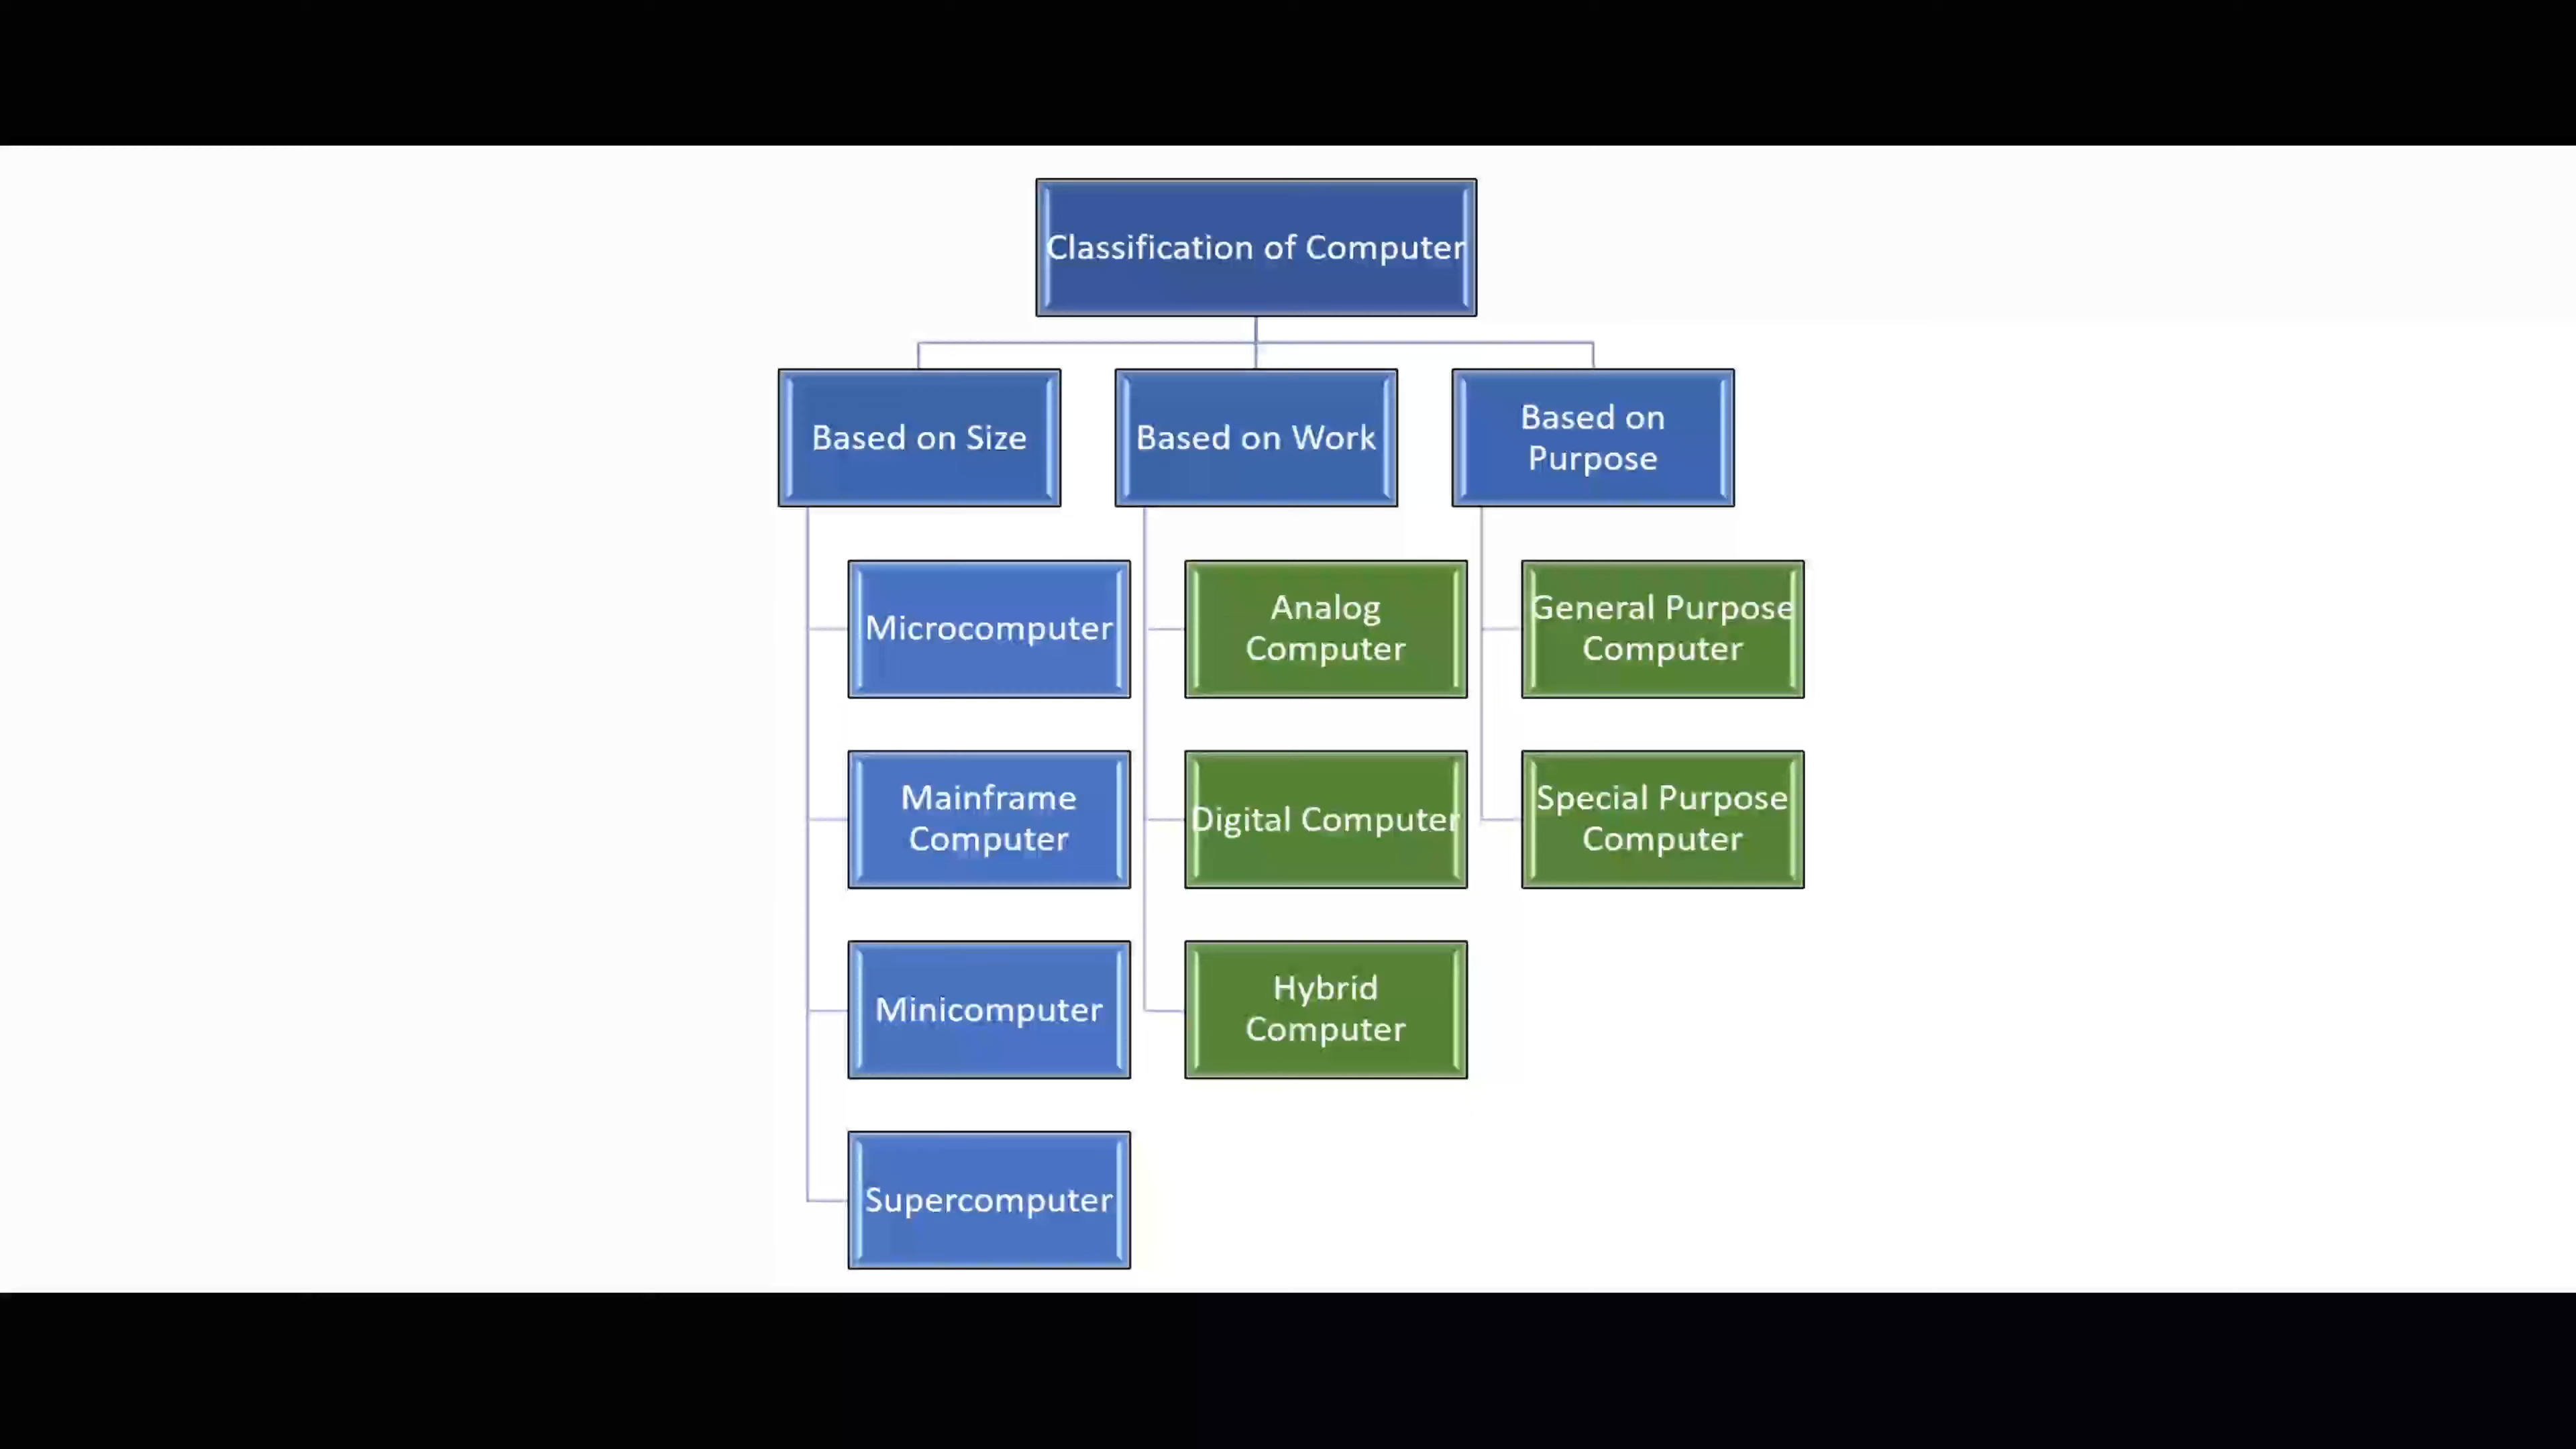 Classification of Computer
Based on Size
Based on Work
Based on
Purpose
Microcomputer
Analog
Computer
General Purpose
Computer
Mainframe
Computer
Digital Computer
Special Purpose
Computer
Minicomputer
Hybrid
Computer
Supercomputer